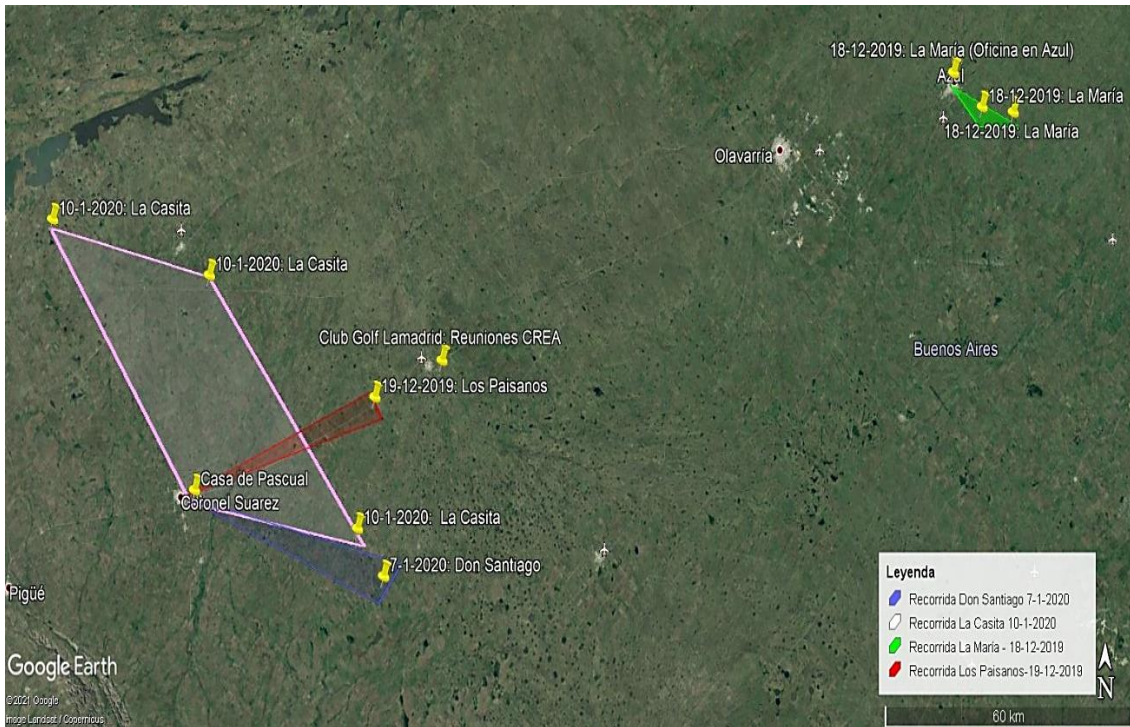 18-12-2019: La María (Oficina en Azul)
Azul
18-12-2019: La María
18-12-2019: La María
Olavarría
10-1-2020: La Casita
10-1-2020: La Casita
Club Golf Lamadrid: Reuniones CREA
Buenos Aires
19-12-2019: Los Paisanos
Casa de Pascual
Coronel Suarez
10-1-2020: La Casita
7-1-2020: Don Santiago
Pigüé
Leyenda
Recorrida Don Santiago 7-1-2020
Recorrida La Casita 10-1-2020
Recorrida La María - 18-12-2019
Recorrida Los Paisanos-19-12-2019
Google Earth
©2021 Google
Image Landsat / Copernicus
N
60 km